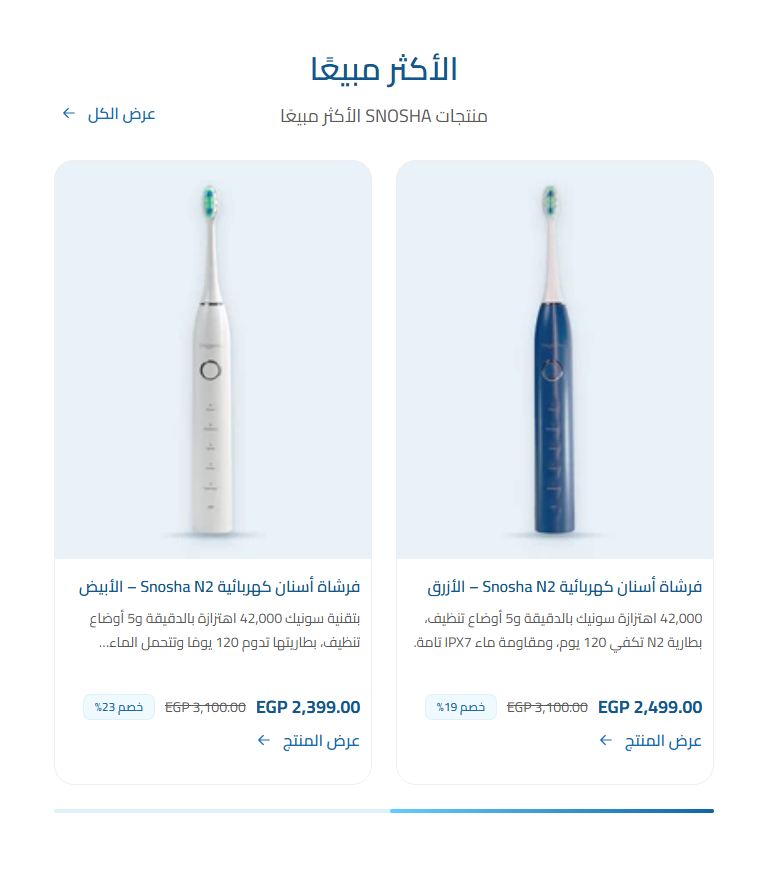 الأكثر مبيعًا
منتجات SNOSHA الأكثر مبيعًا
عرض الكل ←
فرشاة أسنان كهربائية Snosha N2 – الأزرق
42,000 اهتزازة سونيك بالدقيقة و5 أوضاع تنظيف،
بطارية N2 تكفي 120 يوم، ومقاومة ماء IPX7 تامة.
EGP 2,499.00 EGP 3,100.00 خصم 19%
عرض المنتج ←
فرشاة أسنان كهربائية Snosha N2 – الأبيض
بتقنية سونيك 42,000 اهتزازة بالدقيقة و5 أوضاع
تنظيف، بطاريتها تدوم 120 يومًا وتتحمل الماء...
EGP 2,399.00 EGP 3,100.00 خصم 23%
عرض المنتج ←